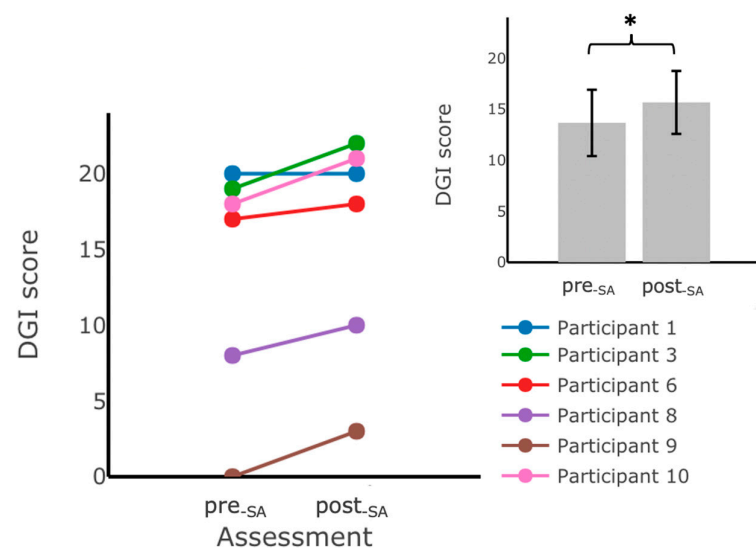 DGI score
20
15
10
5
0
pre-SA
post-SA
Assessment
*
DGI score
20
15
10
5
0
pre-SA
post-SA
Participant 1
Participant 3
Participant 6
Participant 8
Participant 9
Participant 10